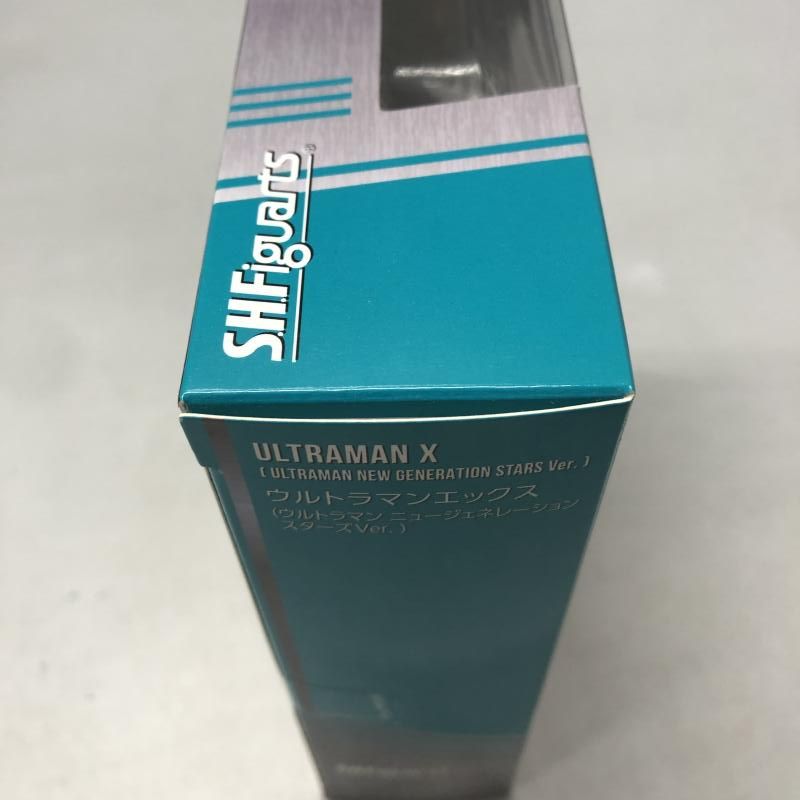 S.H.Figuarts
ULTRAMAN X
[ ULTRAMAN NEW GENERATION STARS Ver. ]
ウルトラマンエックス
(ウルトラマン ニュージェネレーション
スターズVer. )